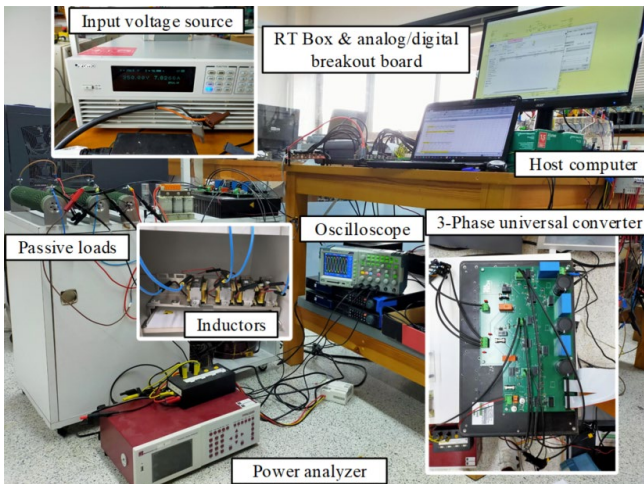 Input voltage source
RT Box & analog/digital
breakout board
Host computer
Passive loads
Oscilloscope
3-Phase universal converter
Inductors
Power analyzer